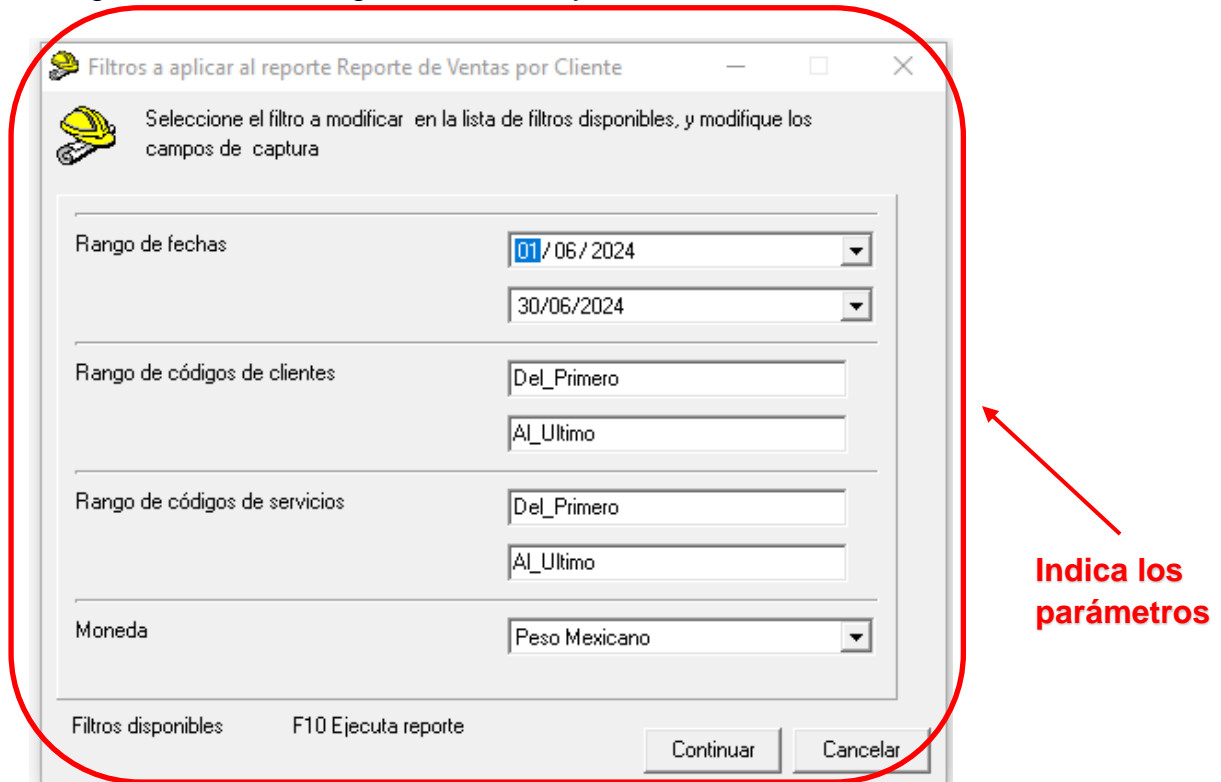 Filtros a aplicar al reporte Reporte de Ventas por Cliente
Seleccione el filtro a modificar en la lista de filtros disponibles, y modifique los
campos de captura
Rango de fechas
01/ 06/ 2024
30/06/2024
Rango de códigos de clientes
Del_Primero
Al_Ultimo
Rango de códigos de servicios
Del_Primero
Al_Ultimo
Indica los
parámetros
Moneda
Peso Mexicano
Filtros disponibles F10 Ejecuta reporte
Continuar Cancelar